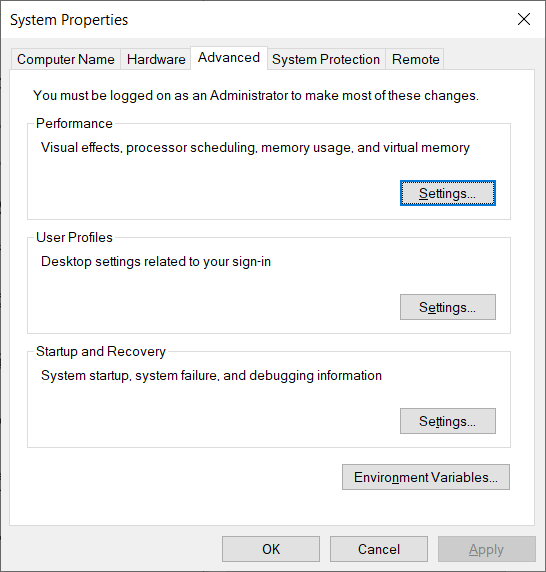 System Properties
Computer Name Hardware Advanced System Protection Remote
You must be logged on as an Administrator to make most of these changes.
Performance
Visual effects, processor scheduling, memory usage, and virtual memory
Settings...
User Profiles
Desktop settings related to your sign-in
Settings...
Startup and Recovery
System startup, system failure, and debugging information
Settings...
Environment Variables...
OK Cancel Apply